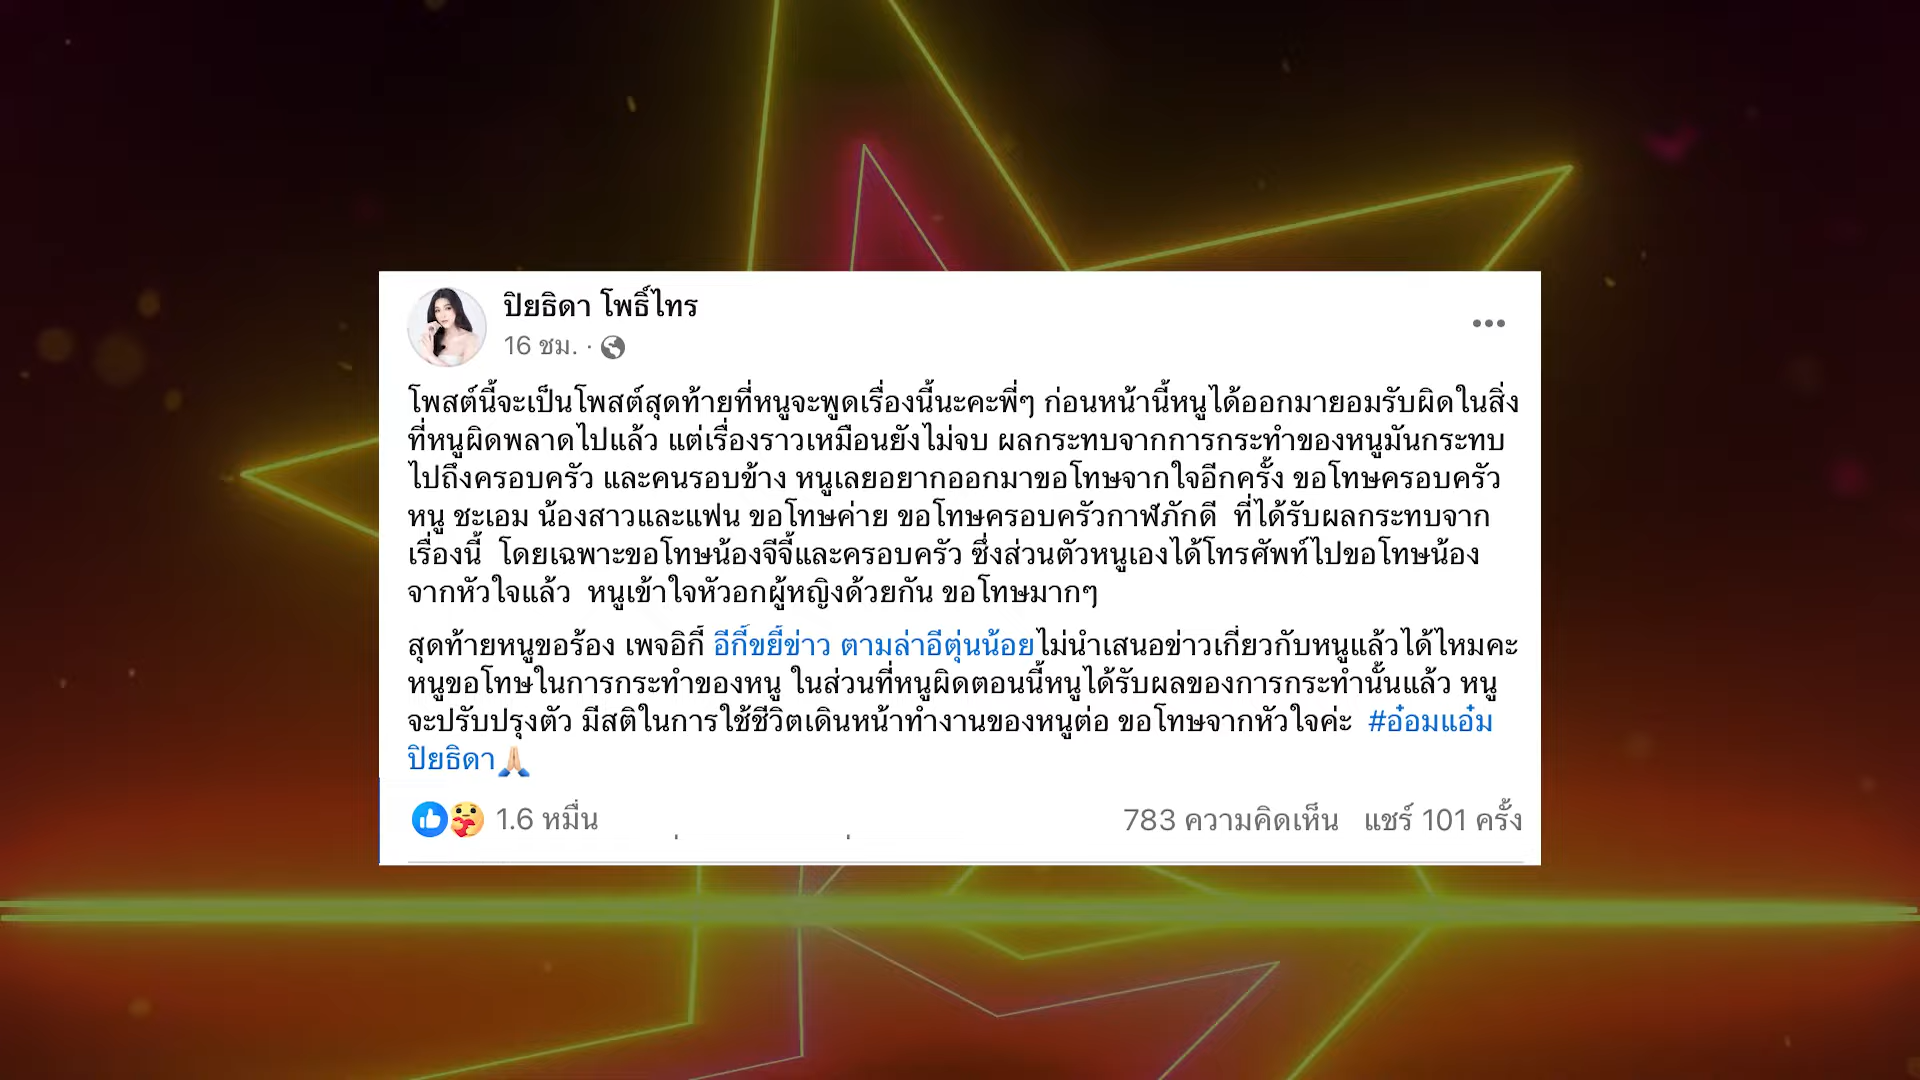 ปิยธิดา โพธิ์ไทร
16 ชม. ·
โพสต์นี้จะเป็นโพสต์สุดท้ายที่หนูจะพูดเรื่องนี้นะคะพี่ๆ ก่อนหน้านี้หนูได้ออกมายอมรับผิดในสิ่ง
ที่หนูผิดพลาดไปแล้ว แต่เรื่องราวเหมือนยังไม่จบ ผลกระทบจากการกระทำของหนูมันกระทบ
ไปถึงครอบครัว และคนรอบข้าง หนูเลยอยากออกมาขอโทษจากใจอีกครั้ง ขอโทษครอบครัว
หนู ชะเอม น้องสาวและแฟน ขอโทษค่าย ขอโทษครอบครัวกาฬภักดี ที่ได้รับผลกระทบจาก
เรื่องนี้ โดยเฉพาะขอโทษน้องจีจี้และครอบครัว ซึ่งส่วนตัวหนูเองได้โทรศัพท์ไปขอโทษน้อง
จากหัวใจแล้ว หนูเข้าใจหัวอกผู้หญิงด้วยกัน ขอโทษมากๆ
สุดท้ายหนูขอร้อง เพจอิกี้ อีกี้ขยี้ข่าว ตามล่าอีตุ่นน้อยไม่นำเสนอข่าวเกี่ยวกับหนูแล้วได้ไหมคะ
หนูขอโทษในการกระทำของหนู ในส่วนที่หนูผิดตอนนี้หนูได้รับผลของการกระทำนั้นแล้ว หนู
จะปรับปรุงตัว มีสติในการใช้ชีวิตเดินหน้าทำงานของหนูต่อ ขอโทษจากหัวใจค่ะ #อ๋อมแอ๋ม
ปิยธิดา🙏🏻
1.6 หมื่น
783 ความคิดเห็น แชร์ 101 ครั้ง